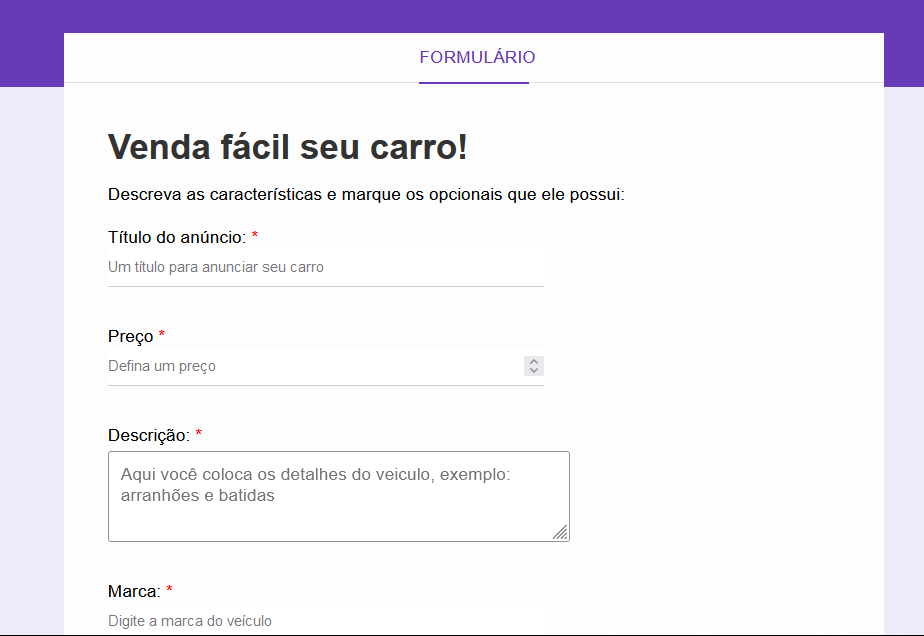 FORMULÁRIO
Venda fácil seu carro!
Descreva as características e marque os opcionais que ele possui:
Título do anúncio: *
Um título para anunciar seu carro
Preço *
Defina um preço
Descrição: *
Aqui você coloca os detalhes do veiculo, exemplo:
arranhões e batidas
Marca: *
Digite a marca do veículo